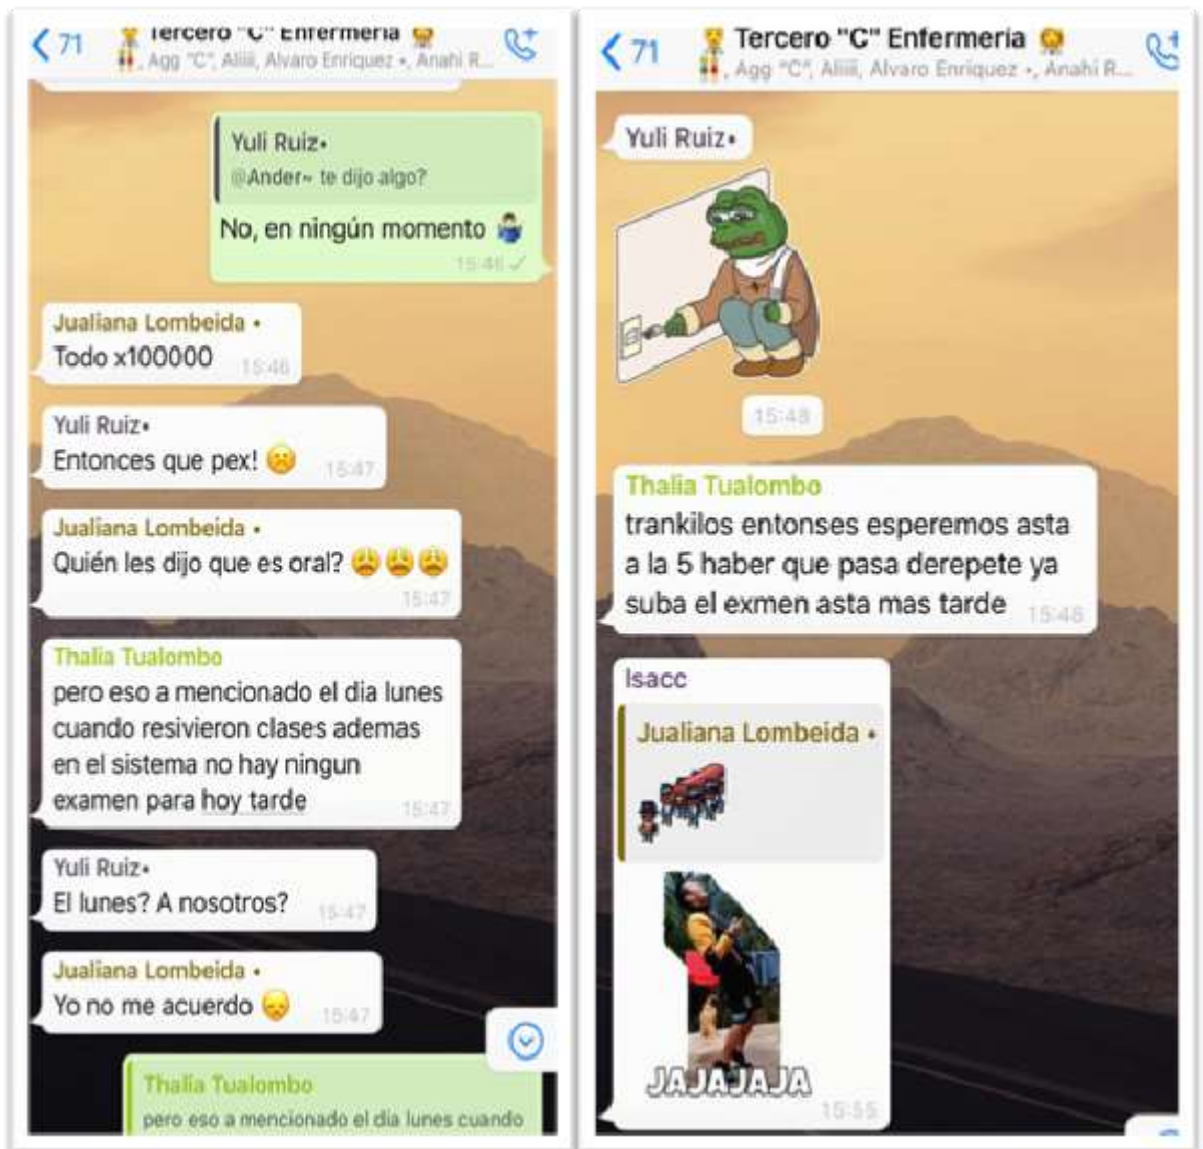 71
Tercero "C" Enfermería
, Agg "C", Aliiii, Alvaro Enriquez •, Anahi R...
Yuli Ruiz•
@Ander~ te dijo algo?
No, en ningún momento
15:46
Jualiana Lombeida •
Todo x100000
15:46
Yuli Ruiz•
Entonces que pex!
15:47
Jualiana Lombeida •
Quién les dijo que es oral?
15:47
Thalia Tualombo
pero eso a mencionado el dia lunes
cuando resivieron clases ademas
en el sistema no hay ningun
examen para hoy tarde
15:47
Yuli Ruiz•
El lunes? A nosotros?
15:47
Jualiana Lombeida •
Yo no me acuerdo
15:47
Thalia Tualombo
pero eso a mencionado el dia lunes cuando
71
Tercero "C" Enfermería
, Agg "C", Aliiii, Alvaro Enriquez •, Anahi R...
Yuli Ruiz•
15:48
Thalia Tualombo
trankilos entonses esperemos asta
a la 5 haber que pasa derepete ya
suba el exmen asta mas tarde
15:48
Isacc
Jualiana Lombeida •
JAJAJAJA
15:55